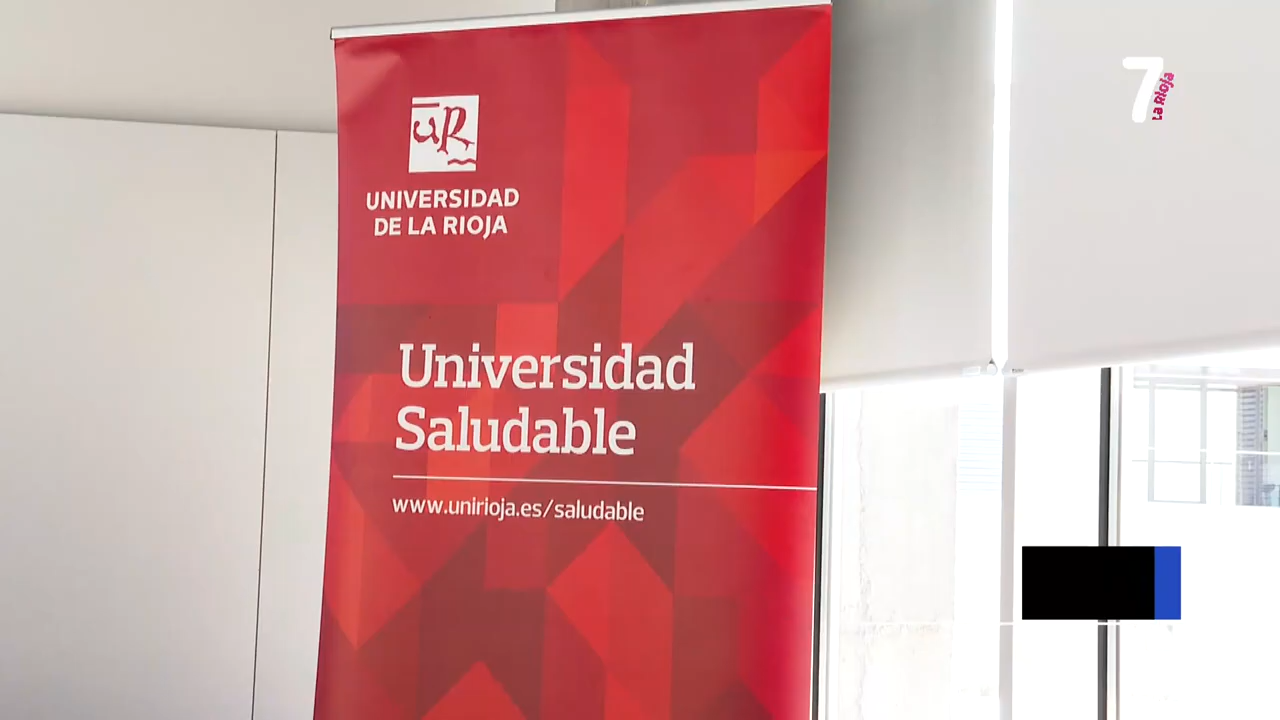 uR
UNIVERSIDAD
DE LA RIOJA
Universidad
Saludable
www.unirioja.es/saludable
7
La Rioja